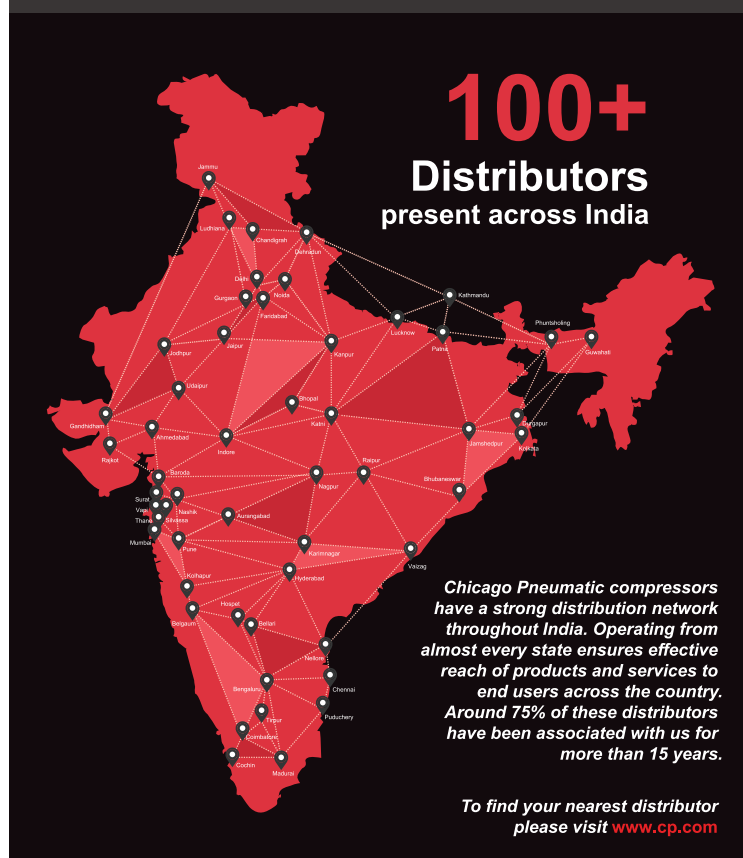 100+
Distributors
present across India
Jammu
Ludhiana
Chandigrah
Dehradun
Delhi
Noida
Gurgaon
Faridabad
Kathmandu
Phuntsholing
Lucknow
Patna
Guwahati
Jaipur
Jodhpur
Kanpur
Udaipur
Bhopal
Gandhidham
Katni
Durgapur
Ahmedabad
Jamshedpur
Kolkata
Indore
Rajkot
Raipur
Baroda
Nagpur
Bhubaneswar
Surat
Nashik
Vapi
Silvassa
Aurangabad
Thane
Mumbai
Pune
Karimnagar
Vaizag
Hyderabad
Kolhapur
Hospet
Belgaum
Bellari
Nellore
Bengaluru
Chennai
Tirpur
Puduchery
Coimbatore
Cochin
Madurai
Chicago Pneumatic compressors
have a strong distribution network
throughout India. Operating from
almost every state ensures effective
reach of products and services to
end users across the country.
Around 75% of these distributors
have been associated with us for
more than 15 years.
To find your nearest distributor
please visit www.cp.com